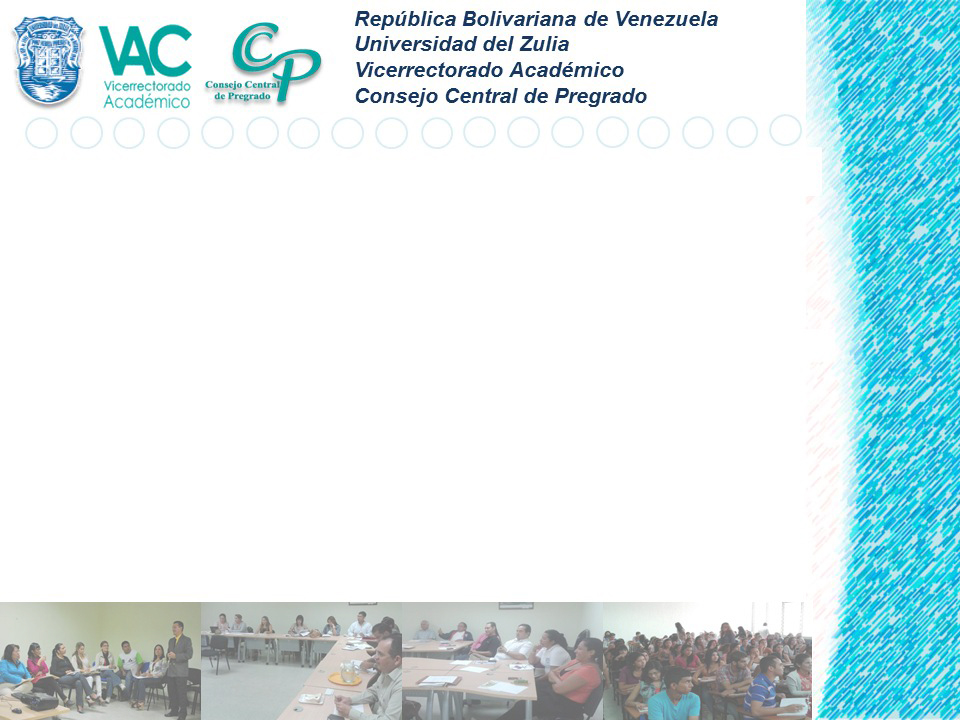 República Bolivariana de Venezuela
Universidad del Zulia
Vicerrectorado Académico
Consejo Central de Pregrado
VAC
Vicerrectorado
Académico
CCP
Consejo Central
de Pregrado